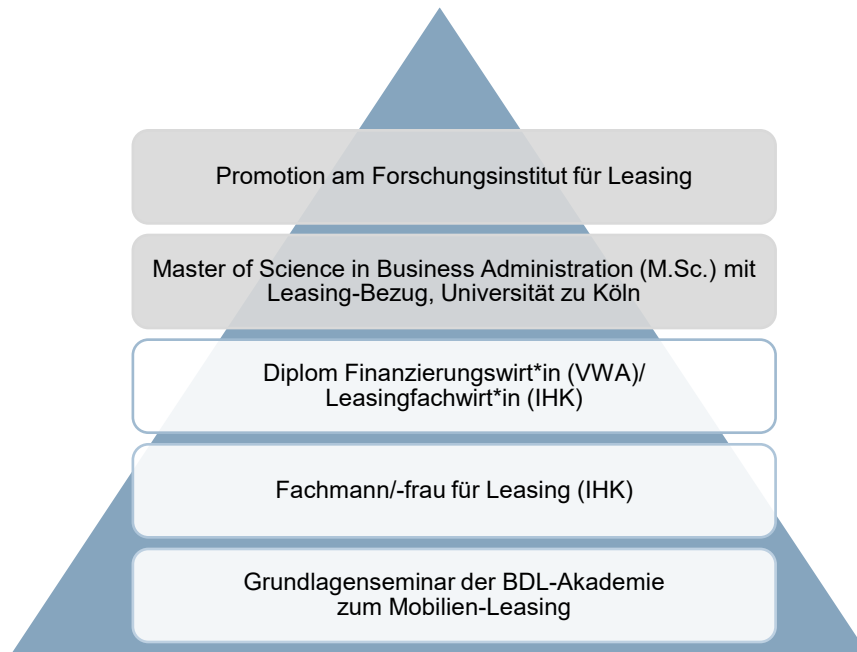 Promotion am Forschungsinstitut für Leasing
Master of Science in Business Administration (M.Sc.) mit
Leasing-Bezug, Universität zu Köln
Diplom Finanzierungswirt*in (VWA)/
Leasingfachwirt*in (IHK)
Fachmann/-frau für Leasing (IHK)
Grundlagenseminar der BDL-Akademie
zum Mobilien-Leasing